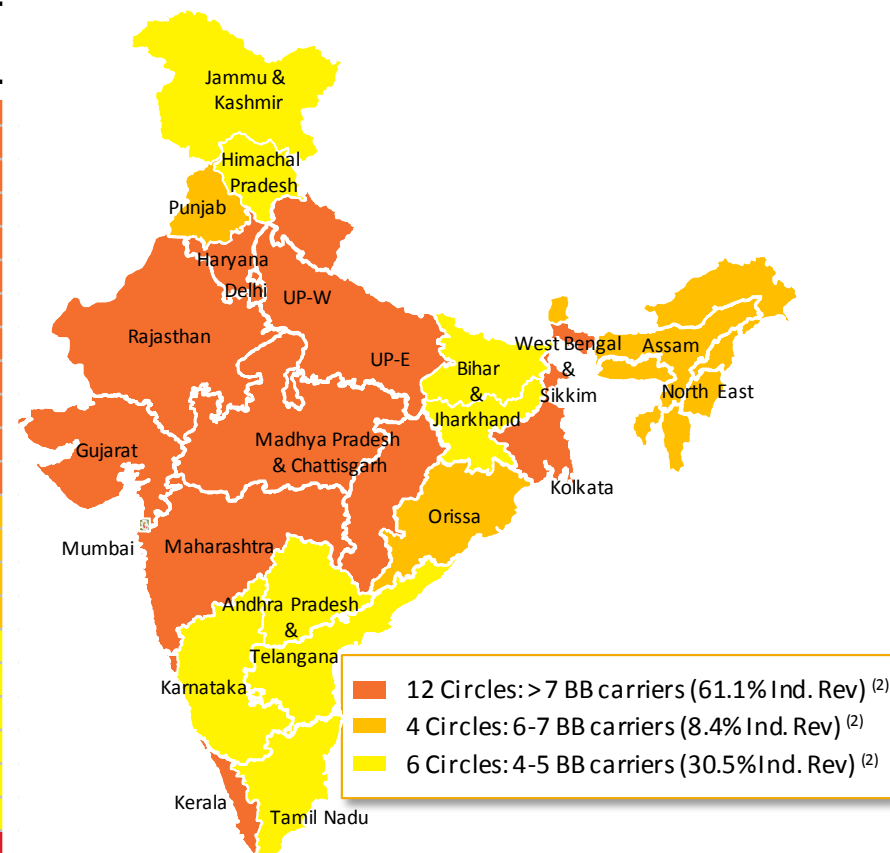 Jammu &
Kashmir
Himachal
Pradesh
Punjab
Haryana
Delhi
UP-W
Rajasthan
UP-E
West Bengal
&
Sikkim
Assam
Bihar
&
Jharkhand
North East
Gujarat
Madhya Pradesh
& Chattisgarh
Kolkata
Orissa
Mumbai
Maharashtra
Andhra Pradesh
&
Telangana
Karnataka
Kerala
Tamil Nadu
12 Circles: >7 BB carriers (61.1% Ind. Rev) (2)
4 Circles: 6-7 BB carriers (8.4% Ind. Rev) (2)
6 Circles: 4-5 BB carriers (30.5% Ind. Rev) (2)